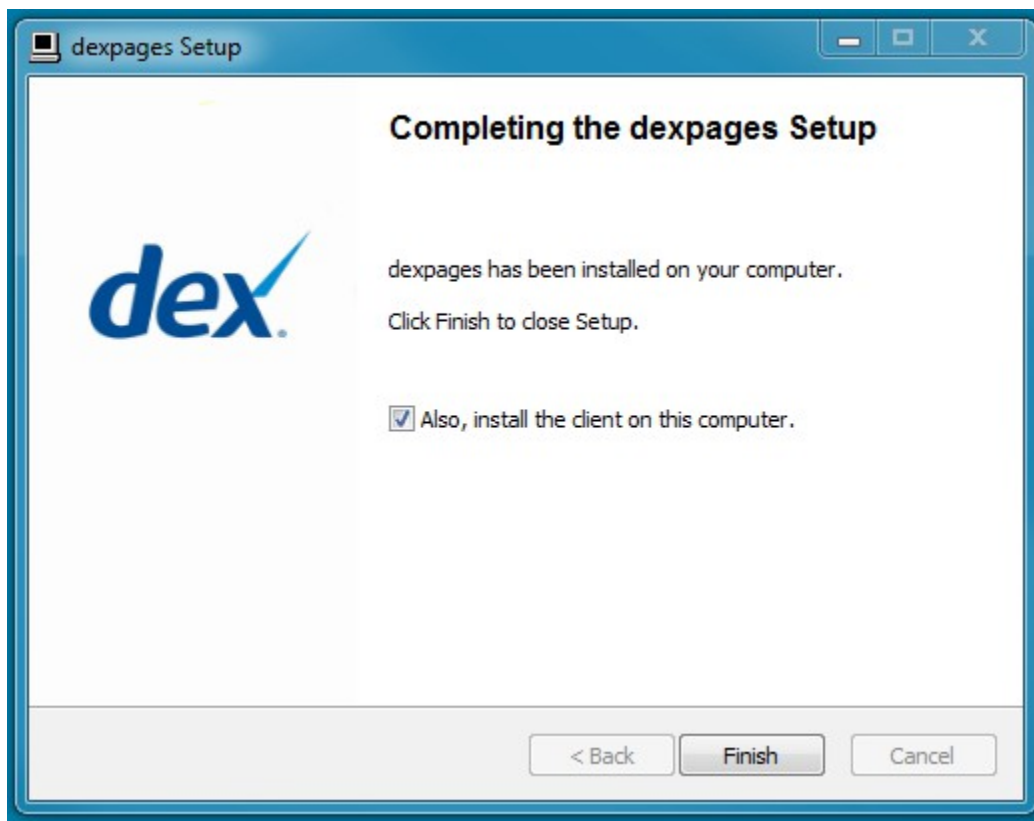 dexpages Setup
Completing the dexpages Setup
dex.
dexpages has been installed on your computer.
Click Finish to close Setup.
Also, install the client on this computer.
< Back
Finish
Cancel